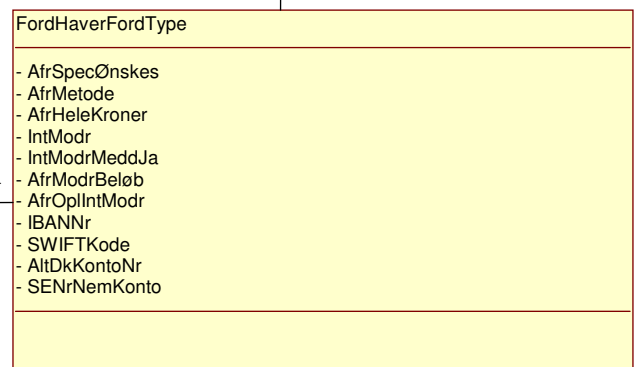 FordHaverFordType
- AfrSpecØnskes
- AfrMetode
- AfrHeleKroner
- IntModr
- IntModrMeddJa
- AfrModrBeløb
- AfrOplIntModr
- IBANNr
- SWIFTKode
- AltDkKontoNr
- SENrNemKonto